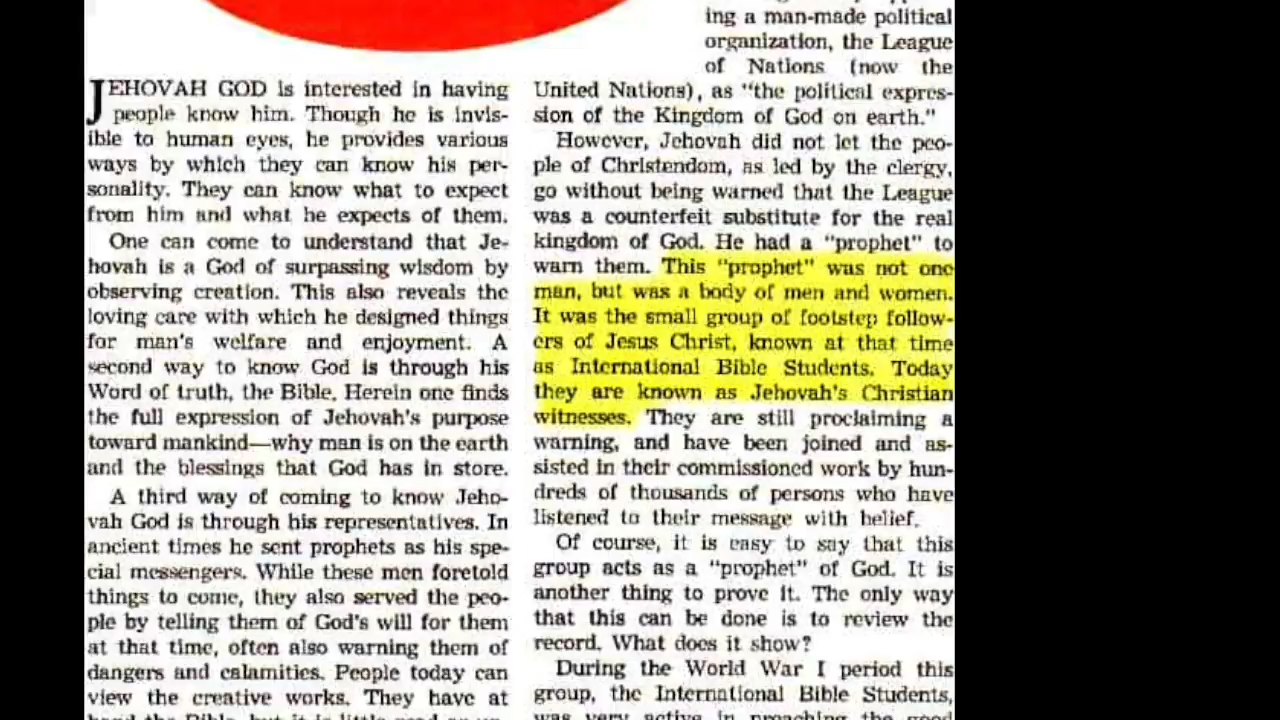 JEHOVAH GOD is interested in having
people know him. Though he is invis-
ible to human eyes, he provides various
ways by which they can know his per-
sonality. They can know what to expect
from him and what he expects of them.
One can come to understand that Je-
hovah is a God of surpassing wisdom by
observing creation. This also reveals the
loving care with which he designed things
for man's welfare and enjoyment. A
second way to know God is through his
Word of truth, the Bible. Herein one finds
the full expression of Jehovah's purpose
toward mankind—why man is on the earth
and the blessings that God has in store.
A third way of coming to know Jeho-
vah God is through his representatives. In
ancient times he sent prophets as his spe-
cial messengers. While these men foretold
things to come, they also served the peo-
ple by telling them of God's will for them
at that time, often also warning them of
dangers and calamities. People today can
view the creative works. They have at
hand the Bible, but it is little read or un-
ing a man-made political
organization, the League
of Nations (now the
United Nations), as "the political expres-
sion of the Kingdom of God on earth."
However, Jehovah did not let the peo-
ple of Christendom, as led by the clergy,
go without being warned that the League
was a counterfeit substitute for the real
kingdom of God. He had a "prophet" to
warn them. This "prophet" was not one
man, but was a body of men and women.
It was the small group of footstep follow-
ers of Jesus Christ, known at that time
as International Bible Students. Today
they are known as Jehovah's Christian
witnesses. They are still proclaiming a
warning, and have been joined and as-
sisted in their commissioned work by hun-
dreds of thousands of persons who have
listened to their message with belief.
Of course, it is easy to say that this
group acts as a "prophet" of God. It is
another thing to prove it. The only way
that this can be done is to review the
record. What does it show?
During the World War I period this
group, the International Bible Students,
was very active in preaching the good